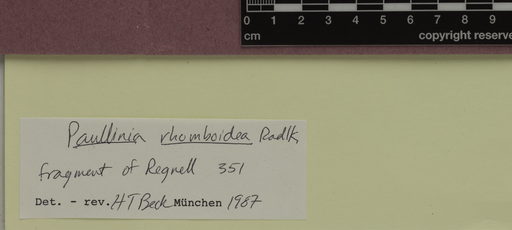 0 1 2 3 4 5 6 7 8 9
cm copyright reserve
Paullinia rhomboidea Radlk
fragment of Regnell 351
Det. - rev. HT Beck München 1987